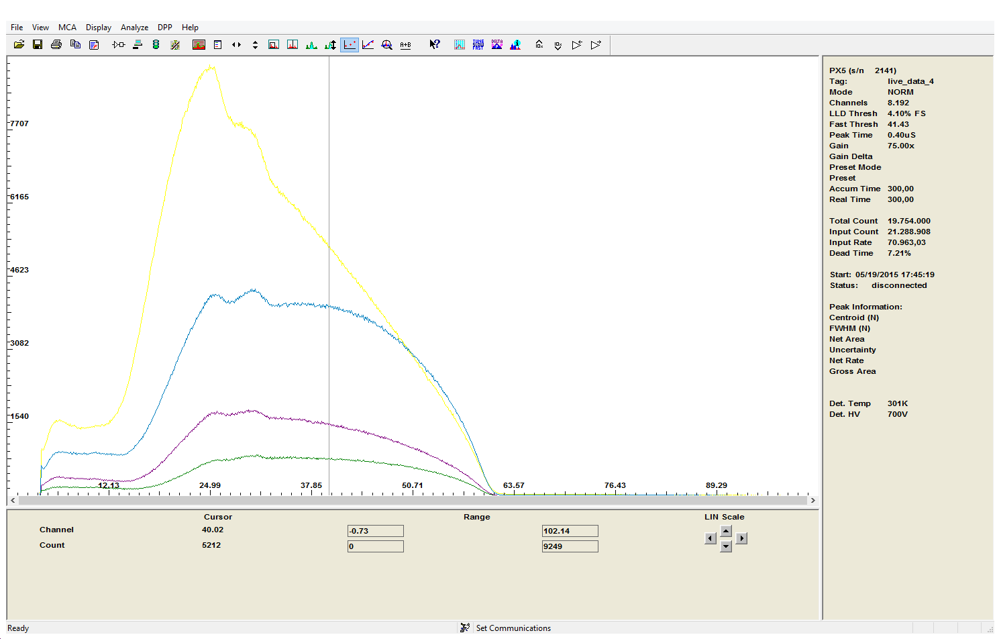 File View MCA Display Analyze DPP Help
A+B
TUNE SLOW FAST
DELTA
10x
10x
7707
6165
4623
3082
1540
12.13 24.99 37.85 50.71 63.57 76.43 89.29
PX5 (s/n 2141)
Tag: live_data_4
Mode NORM
Channels 8.192
LLD Thresh 4.10% FS
Fast Thresh 41.43
Peak Time 0.40uS
Gain 75.00x
Gain Delta
Preset Mode
Preset
Accum Time 300,00
Real Time 300,00
Total Count 19.754.000
Input Count 21.288.908
Input Rate 70.963,03
Dead Time 7.21%
Start: 05/19/2015 17:45:19
Status: disconnected
Peak Information:
Centroid (N)
FWHM (N)
Net Area
Uncertainty
Net Rate
Gross Area
Det. Temp 301K
Det. HV 700V
Cursor Range LIN Scale
Channel 40.02 -0.73 102.14
Count 5212 0 9249
Ready Set Communications